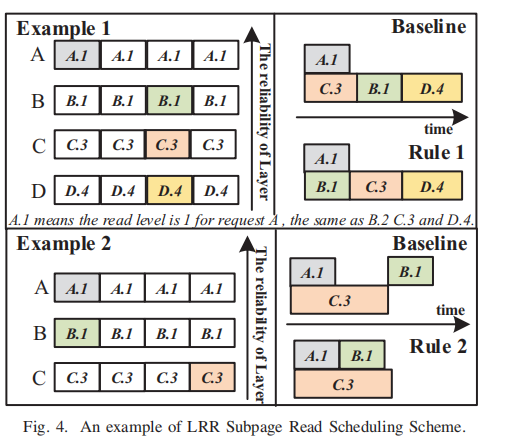 Example 1
Baseline
A A.1 A.1 A.1 A.1
B B.1 B.1 B.1 B.1
C C.3 C.3 C.3 C.3
D D.4 D.4 D.4 D.4
The reliability of Layer
A.1
C.3 B.1 D.4
time
Rule 1
A.1
B.1 C.3 D.4
A.1 means the read level is 1 for request A , the same as B.2 C.3 and D.4.
Example 2
Baseline
A A.1 A.1 A.1 A.1
B B.1 B.1 B.1 B.1
C C.3 C.3 C.3 C.3
The reliability of Layer
A.1 B.1
C.3
time
Rule 2
A.1 B.1
C.3
Fig. 4. An example of LRR Subpage Read Scheduling Scheme.